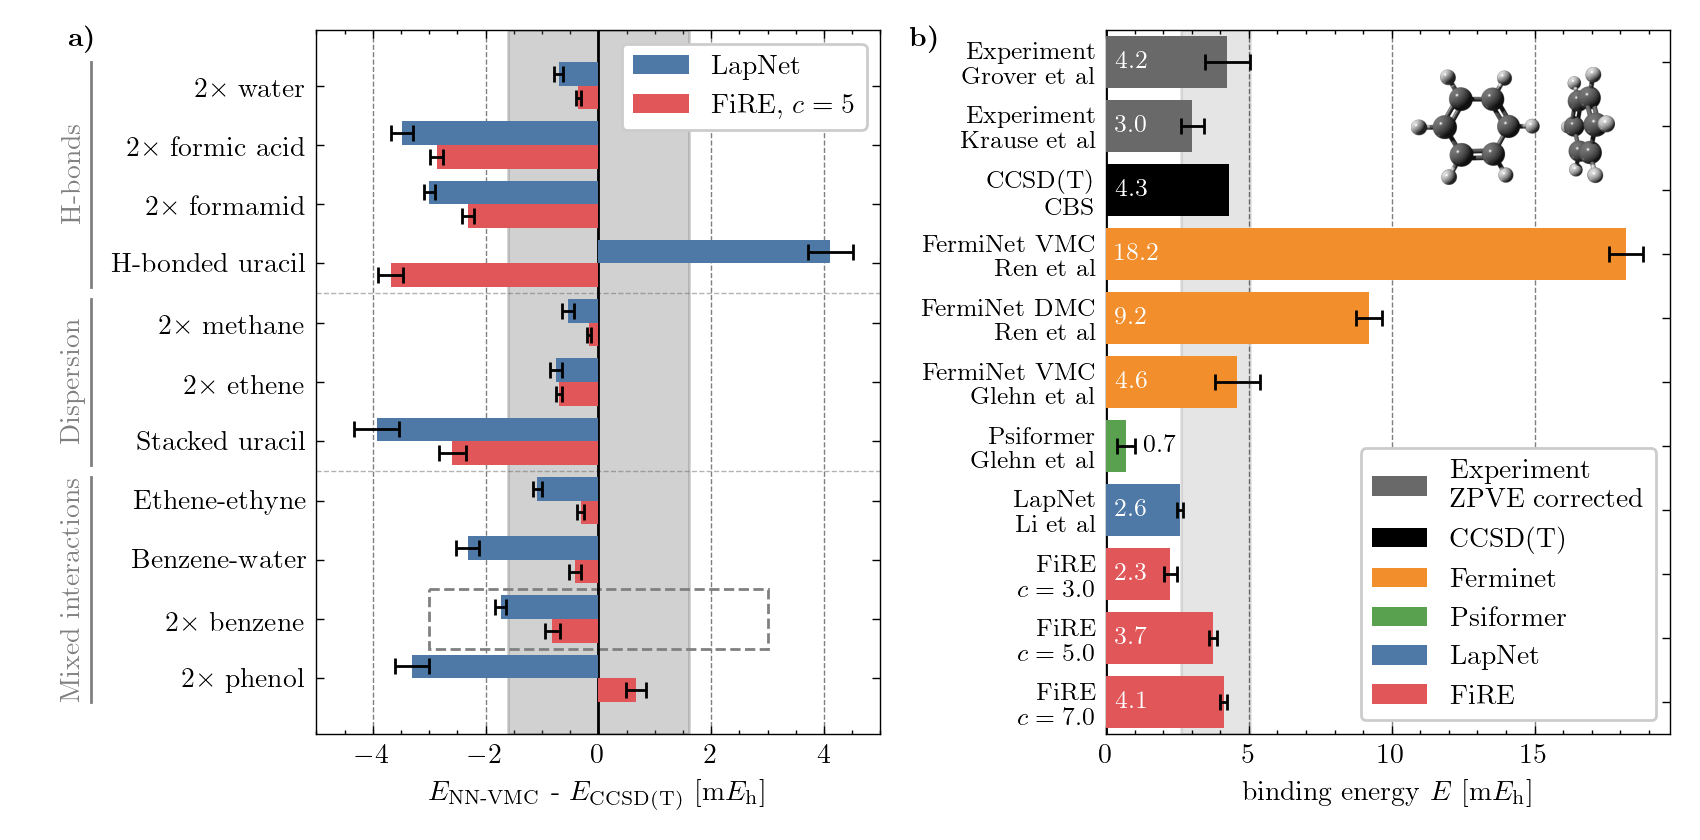 a)
H-bonds
Dispersion
Mixed interactions
2× water
2× formic acid
2× formamid
H-bonded uracil
2× methane
2× ethene
Stacked uracil
Ethene-ethyne
Benzene-water
2× benzene
2× phenol
LapNet
FiRE, c = 5
−4 −2 0 2 4
E_NN-VMC - E_CCSD(T) [mE_h]
b)
Experiment
Grover et al
4.2
Experiment
Krause et al
3.0
CCSD(T)
CBS
4.3
FermiNet VMC
Ren et al
18.2
FermiNet DMC
Ren et al
9.2
FermiNet VMC
Glehn et al
4.6
Psiformer
Glehn et al
0.7
LapNet
Li et al
2.6
FiRE
c = 3.0
2.3
FiRE
c = 5.0
3.7
FiRE
c = 7.0
4.1
Experiment
ZPVE corrected
CCSD(T)
Ferminet
Psiformer
LapNet
FiRE
0 5 10 15
binding energy E [mE_h]